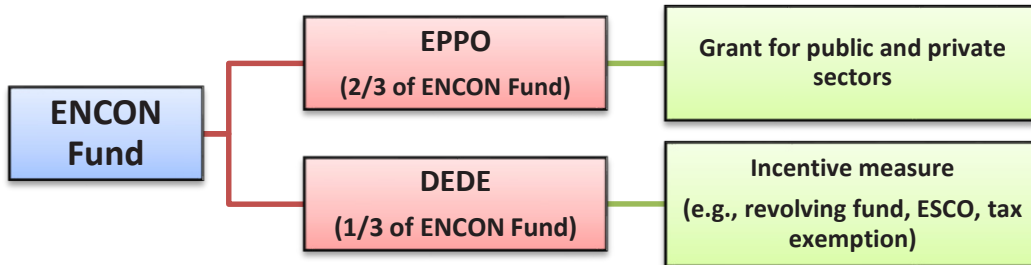 ENCON
Fund
EPPO
(2/3 of ENCON Fund)
Grant for public and private
sectors
DEDE
(1/3 of ENCON Fund)
Incentive measure
(e.g., revolving fund, ESCO, tax
exemption)